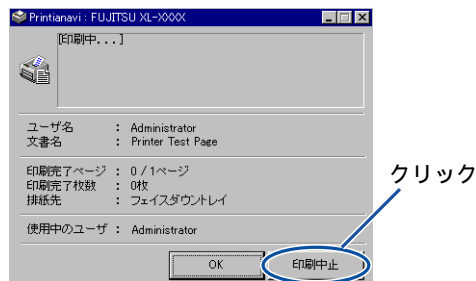 Printianavi : FUJITSU XL-XXXX
[印刷中...]
ユーザ名 : Administrator
文書名 : Printer Test Page
印刷完了ページ : 0 / 1ページ
印刷完了枚数 : 0枚
排紙先 : フェイスダウントレイ
クリック
使用中のユーザ : Administrator
OK 印刷中止